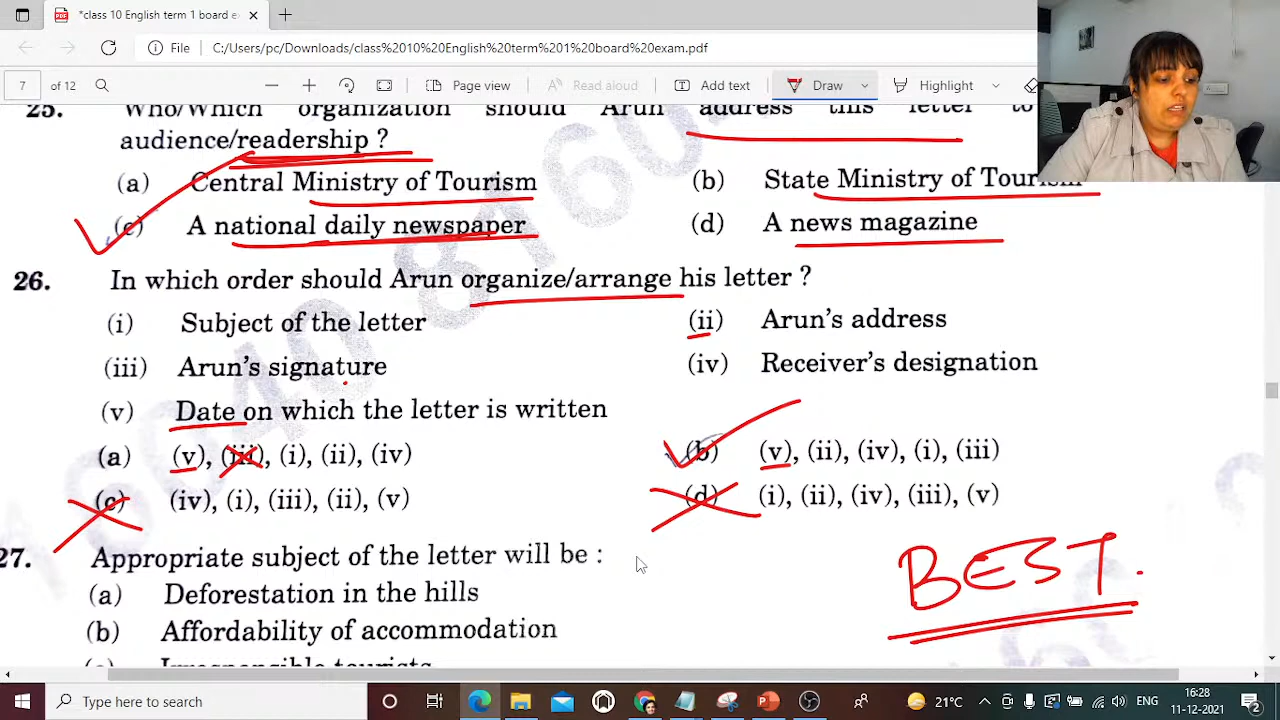 *class 10 English term 1 board e
File C:/Users/pc/Downloads/class%2010%20English%20term%201%20board%20exam.pdf
7 of 12 Page view Read aloud Add text Draw Highlight
25. Who/Which organization should Arun address this letter to
audience/readership ?
(a) Central Ministry of Tourism (b) State Ministry of Tourism
(c) A national daily newspaper (d) A news magazine
26. In which order should Arun organize/arrange his letter ?
(i) Subject of the letter (ii) Arun's address
(iii) Arun's signature (iv) Receiver's designation
(v) Date on which the letter is written
(a) (v), (iii), (i), (ii), (iv) (b) (v), (ii), (iv), (i), (iii)
(c) (iv), (i), (iii), (ii), (v) (d) (i), (ii), (iv), (iii), (v)
27. Appropriate subject of the letter will be :
BEST.
(a) Deforestation in the hills
(b) Affordability of accommodation
Irresponsible tourists
Type here to search 21°C ENG 16:28
11-12-2021